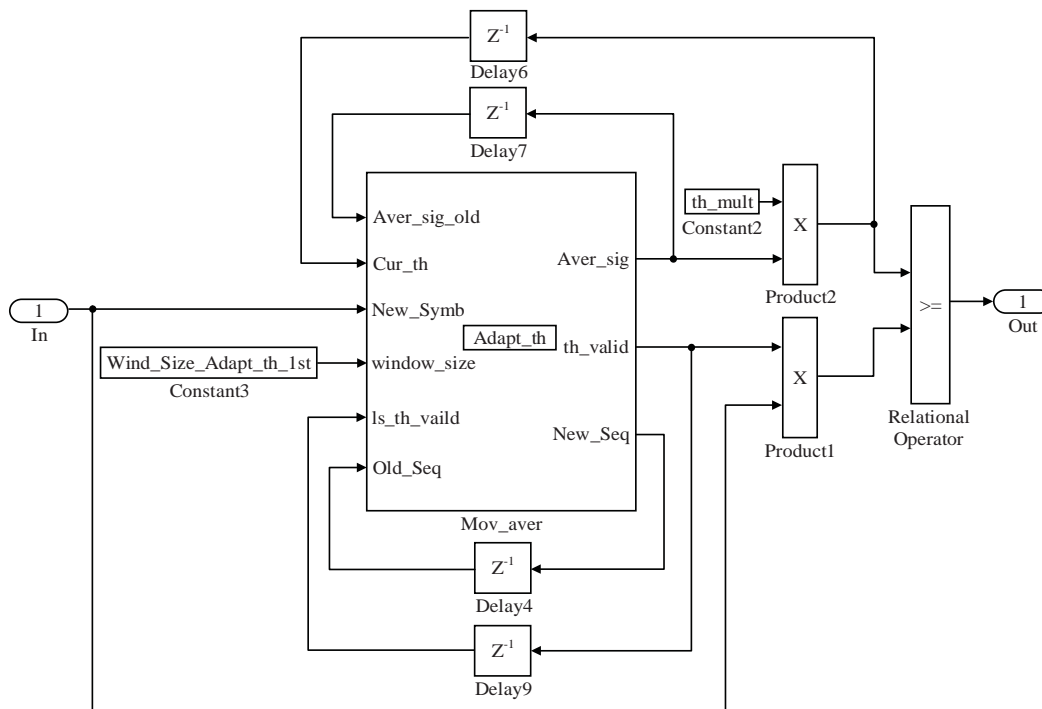 Z-1
Delay6
Z-1
Delay7
Aver_sig_old
Cur_th
New_Symb
window_size
ls_th_vaild
Old_Seq
Adapt_th
Aver_sig
th_valid
New_Seq
Mov_aver
th_mult
Constant2
X
Product2
X
Product1
>=
Relational
Operator
1
In
1
Out
Wind_Size_Adapt_th_1st
Constant3
Z-1
Delay4
Z-1
Delay9